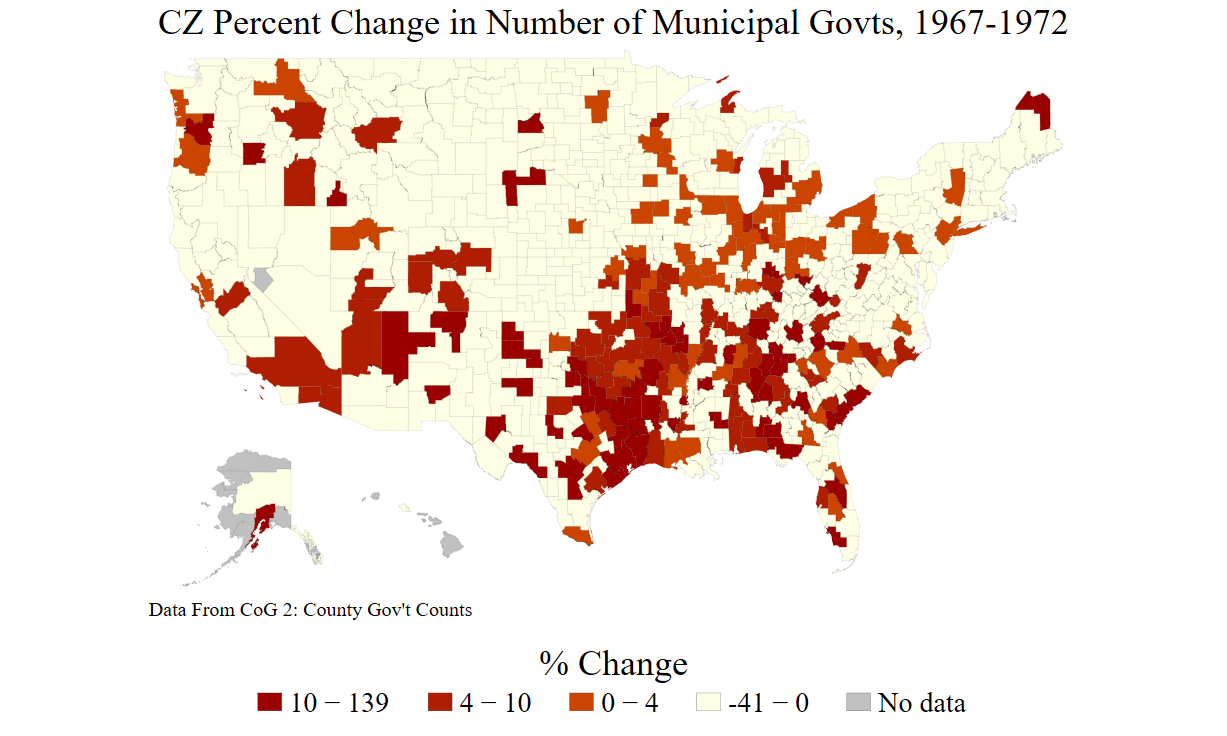 CZ Percent Change in Number of Municipal Govts, 1967-1972
Data From CoG 2: County Gov't Counts
% Change
10 − 139
4 − 10
0 − 4
-41 − 0
No data